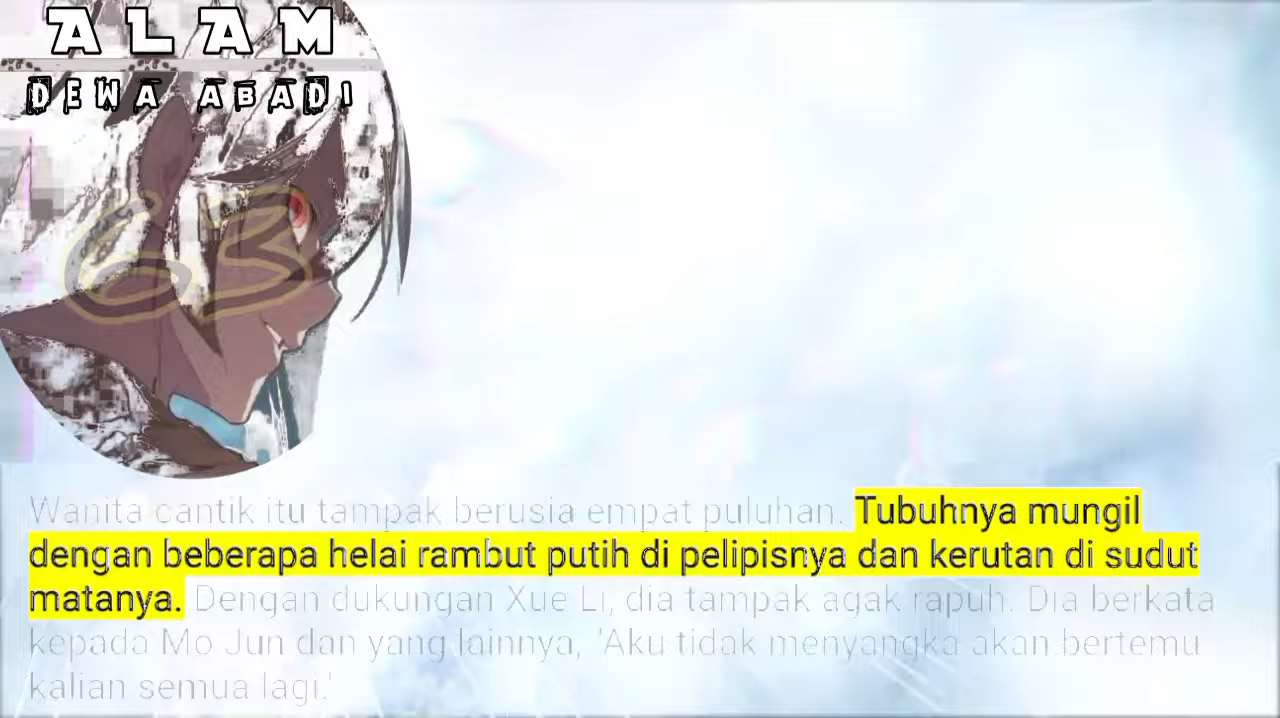 ALAM
DEWA ABADI
63
Wanita cantik itu tampak berusia empat puluhan. Tubuhnya mungil
dengan beberapa helai rambut putih di pelipisnya dan kerutan di sudut
matanya. Dengan dukungan Xue Li, dia tampak agak rapuh. Dia berkata
kepada Mo Jun dan yang lainnya, 'Aku tidak menyangka akan bertemu
kalian semua lagi.'